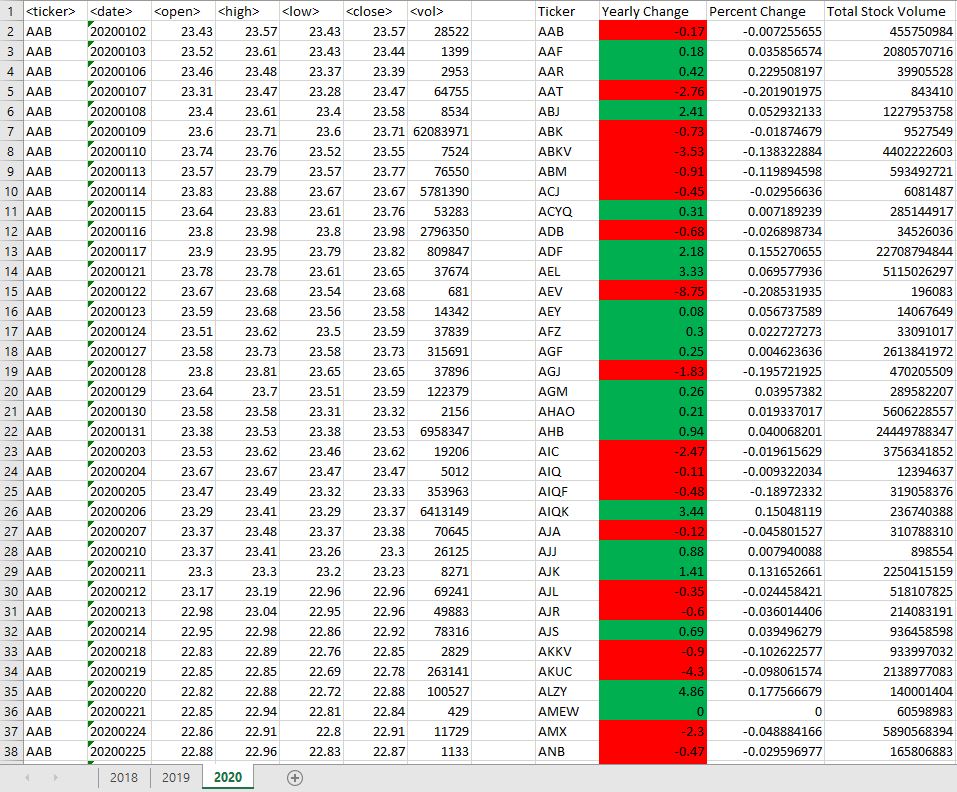 1 <ticker> <date> <open> <high> <low> <close> <vol> Ticker Yearly Change Percent Change Total Stock Volume
2 AAB 20200102 23.43 23.57 23.43 23.57 28522 AAB -0.17 -0.007255655 455750984
3 AAB 20200103 23.52 23.61 23.43 23.44 1399 AAF 0.18 0.035856574 2080570716
4 AAB 20200106 23.46 23.48 23.37 23.39 2953 AAR 0.42 0.229508197 39905528
5 AAB 20200107 23.31 23.47 23.28 23.47 64755 AAT -2.76 -0.201901975 843410
6 AAB 20200108 23.4 23.61 23.4 23.58 8534 ABJ 2.41 0.052932133 1227953758
7 AAB 20200109 23.6 23.71 23.6 23.71 62083971 ABK -0.73 -0.01874679 9527549
8 AAB 20200110 23.74 23.76 23.52 23.55 7524 ABKV -3.53 -0.138322884 4402222603
9 AAB 20200113 23.57 23.79 23.57 23.77 76550 ABM -0.91 -0.119894598 593492721
10 AAB 20200114 23.83 23.88 23.67 23.67 5781390 ACJ -0.45 -0.02956636 6081487
11 AAB 20200115 23.64 23.83 23.61 23.76 53283 ACYQ 0.31 0.007189239 285144917
12 AAB 20200116 23.8 23.98 23.8 23.98 2796350 ADB -0.68 -0.026898734 34526036
13 AAB 20200117 23.9 23.95 23.79 23.82 809847 ADF 2.18 0.155270655 22708794844
14 AAB 20200121 23.78 23.78 23.61 23.65 37674 AEL 3.33 0.069577936 5115026297
15 AAB 20200122 23.67 23.68 23.54 23.68 681 AEV -8.75 -0.208531935 196083
16 AAB 20200123 23.59 23.68 23.56 23.58 14342 AEY 0.08 0.056737589 14067649
17 AAB 20200124 23.51 23.62 23.5 23.59 37839 AFZ 0.3 0.022727273 33091017
18 AAB 20200127 23.58 23.73 23.58 23.73 315691 AGF 0.25 0.004623636 2613841972
19 AAB 20200128 23.8 23.81 23.65 23.65 37896 AGJ -1.83 -0.195721925 470205509
20 AAB 20200129 23.64 23.7 23.51 23.59 122379 AGM 0.26 0.03957382 289582207
21 AAB 20200130 23.58 23.58 23.31 23.32 2156 AHAO 0.21 0.019337017 5606228557
22 AAB 20200131 23.38 23.53 23.38 23.53 6958347 AHB 0.94 0.040068201 24449788347
23 AAB 20200203 23.53 23.62 23.46 23.62 19206 AIC -2.47 -0.019615629 3756341852
24 AAB 20200204 23.67 23.67 23.47 23.47 5012 AIQ -0.11 -0.009322034 12394637
25 AAB 20200205 23.47 23.49 23.32 23.33 353963 AIQF -0.48 -0.18972332 319058376
26 AAB 20200206 23.29 23.41 23.29 23.37 6413149 AIQK 3.44 0.15048119 236740388
27 AAB 20200207 23.37 23.48 23.37 23.38 70645 AJA -0.12 -0.045801527 310788310
28 AAB 20200210 23.37 23.41 23.26 23.3 26125 AJJ 0.88 0.007940088 898554
29 AAB 20200211 23.3 23.3 23.2 23.23 8271 AJK 1.41 0.131652661 2250415159
30 AAB 20200212 23.17 23.19 22.96 22.96 69241 AJL -0.35 -0.024458421 518107825
31 AAB 20200213 22.98 23.04 22.95 22.96 49883 AJR -0.6 -0.036014406 214083191
32 AAB 20200214 22.95 22.98 22.86 22.92 78316 AJS 0.69 0.039496279 936458598
33 AAB 20200218 22.83 22.89 22.76 22.85 2829 AKKV -0.9 -0.102622577 933997032
34 AAB 20200219 22.85 22.85 22.69 22.78 263141 AKUC -4.3 -0.098061574 2138977083
35 AAB 20200220 22.82 22.88 22.72 22.88 100527 ALZY 4.86 0.177566679 140001404
36 AAB 20200221 22.85 22.94 22.81 22.84 429 AMEW 0 0 60598983
37 AAB 20200224 22.86 22.91 22.8 22.91 11729 AMX -2.3 -0.048884166 5890568394
38 AAB 20200225 22.88 22.96 22.83 22.87 1133 ANB -0.47 -0.029596977 165806883
2018 2019 2020